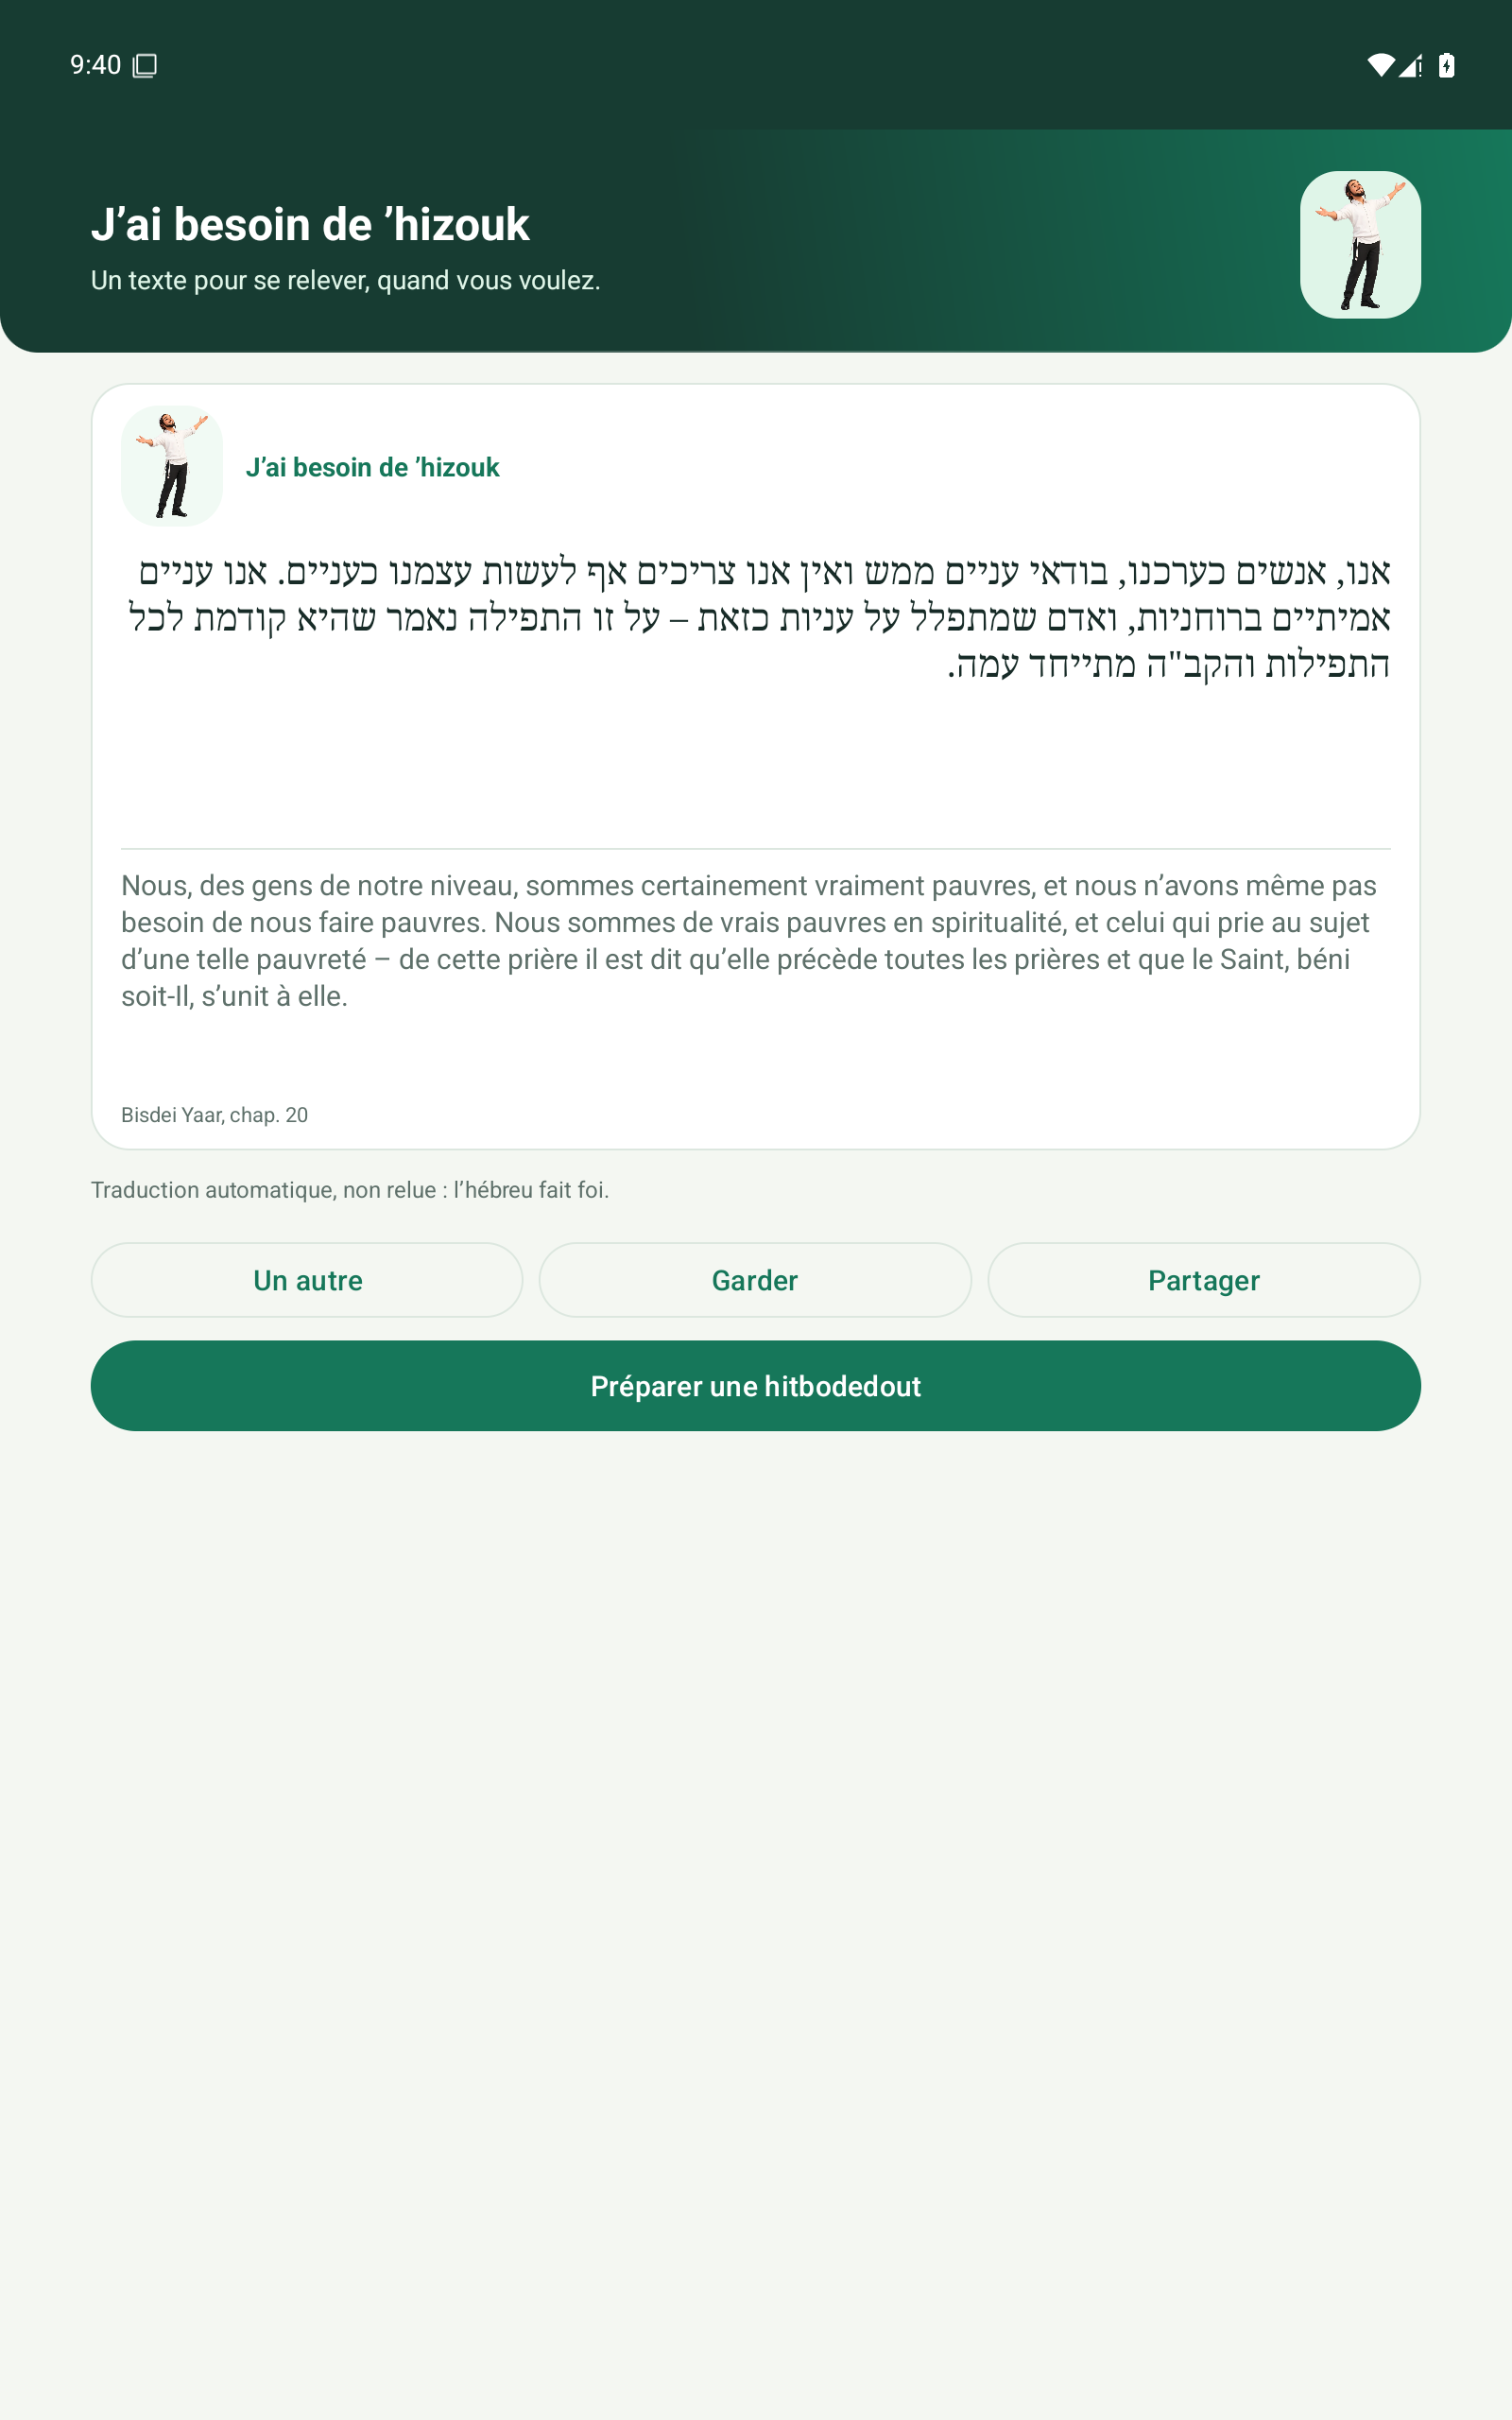 9:40
J’ai besoin de ’hizouk
Un texte pour se relever, quand vous voulez.
J’ai besoin de ’hizouk
אנו, אנשים כערכנו, בודאי עניים ממש ואין אנו צריכים אף לעשות עצמנו כעניים. אנו עניים
אמיתיים ברוחניות, ואדם שמתפלל על עניות כזאת – על זו התפילה נאמר שהיא קודמת לכל
התפילות והקב"ה מתייחד עמה.
Nous, des gens de notre niveau, sommes certainement vraiment pauvres, et nous n’avons même pas
besoin de nous faire pauvres. Nous sommes de vrais pauvres en spiritualité, et celui qui prie au sujet
d’une telle pauvreté – de cette prière il est dit qu’elle précède toutes les prières et que le Saint, béni
soit-Il, s’unit à elle.
Bisdei Yaar, chap. 20
Traduction automatique, non relue : l’hébreu fait foi.
Un autre
Garder
Partager
Préparer une hitbodedout